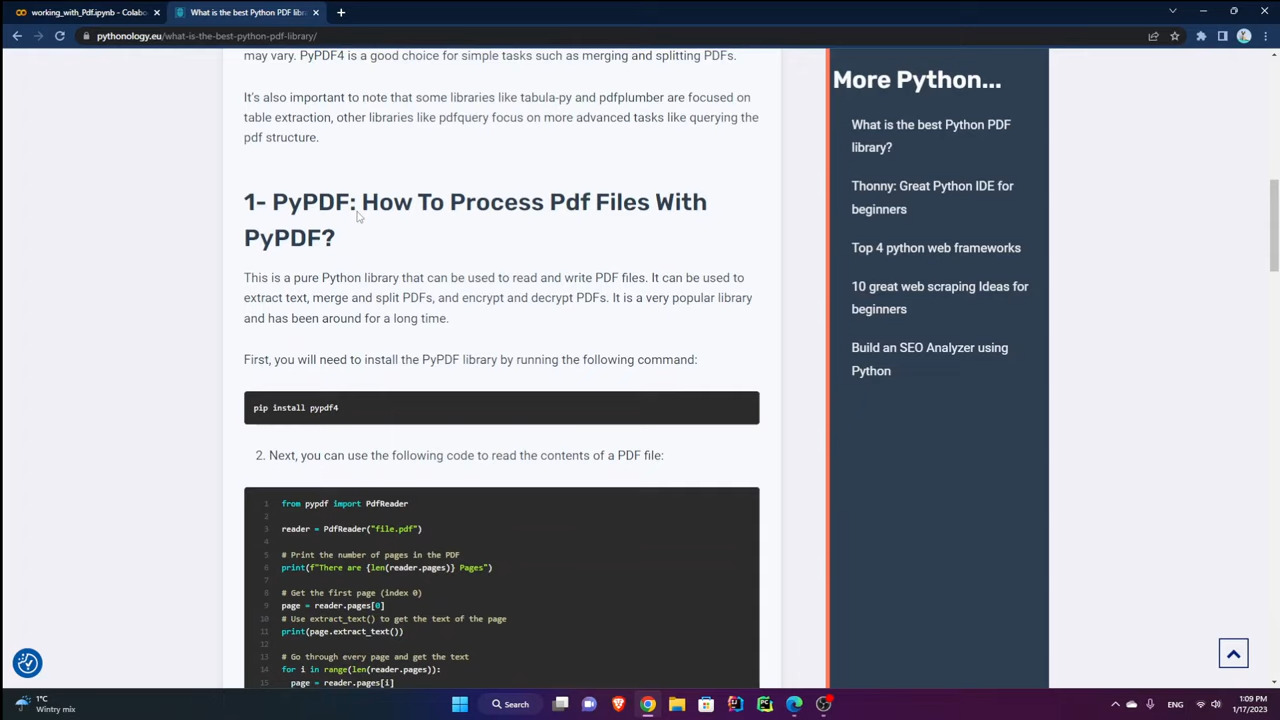 working_with_Pdf.ipynb - Colabo
What is the best Python PDF libr
pythonology.eu/what-is-the-best-python-pdf-library/
may vary. PyPDF4 is a good choice for simple tasks such as merging and splitting PDFs.
It's also important to note that some libraries like tabula-py and pdfplumber are focused on
table extraction, other libraries like pdfquery focus on more advanced tasks like querying the
pdf structure.
1- PyPDF: How To Process Pdf Files With
PyPDF?
This is a pure Python library that can be used to read and write PDF files. It can be used to
extract text, merge and split PDFs, and encrypt and decrypt PDFs. It is a very popular library
and has been around for a long time.
First, you will need to install the PyPDF library by running the following command:
pip install pypdf4
2. Next, you can use the following code to read the contents of a PDF file:
1 from pypdf import PdfReader
2
3 reader = PdfReader("file.pdf")
4
5 # Print the number of pages in the PDF
6 print(f"There are {len(reader.pages)} Pages")
7
8 # Get the first page (index 0)
9 page = reader.pages[0]
10 # Use extract_text() to get the text of the page
11 print(page.extract_text())
12
13 # Go through every page and get the text
14 for i in range(len(reader.pages)):
15 page = reader.pages[i]
More Python...
What is the best Python PDF
library?
Thonny: Great Python IDE for
beginners
Top 4 python web frameworks
10 great web scraping Ideas for
beginners
Build an SEO Analyzer using
Python
1°C
Wintry mix
Search
ENG
1:09 PM
1/17/2023